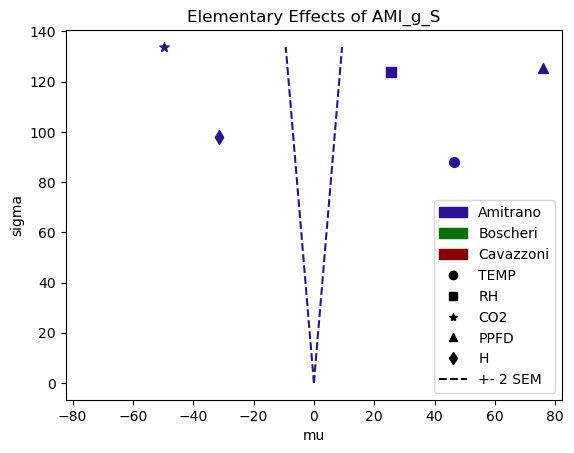 Elementary Effects of AMI_g_S
140
120
100
80
60
40
20
0
sigma
−80 −60 −40 −20 0 20 40 60 80
mu
Amitrano
Boscheri
Cavazzoni
TEMP
RH
CO2
PPFD
H
+- 2 SEM